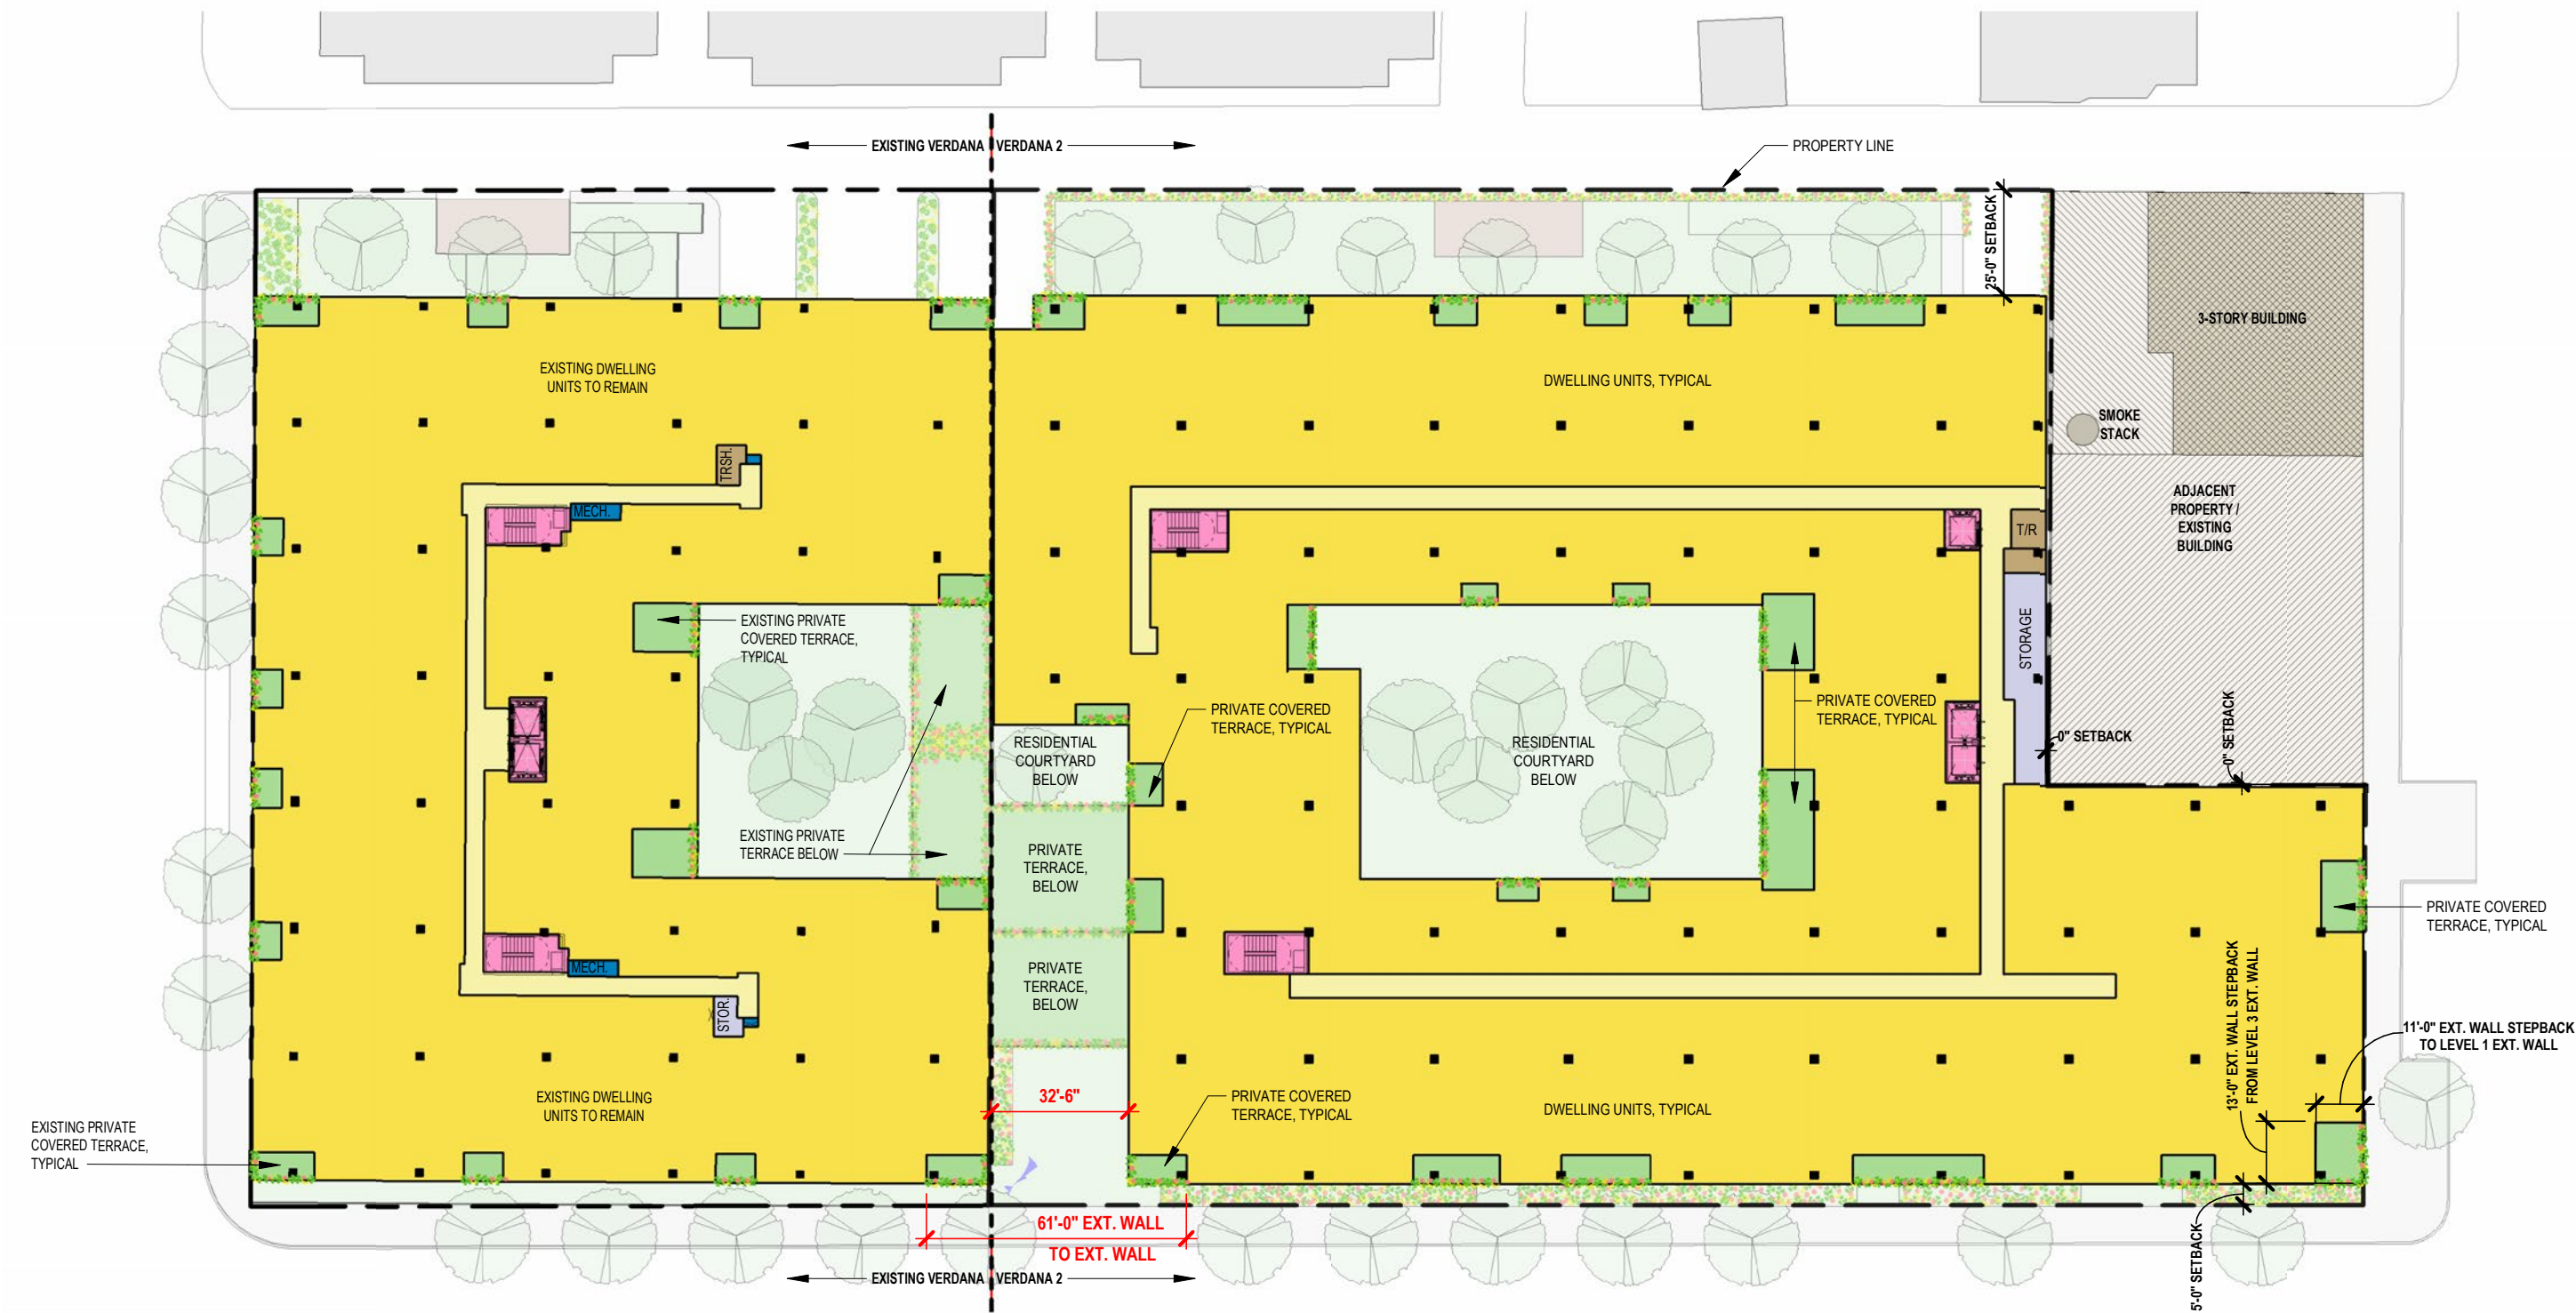 EXISTING VERDANA
VERDANA 2
PROPERTY LINE
25'-0" SETBACK
3-STORY BUILDING
EXISTING DWELLING
UNITS TO REMAIN
DWELLING UNITS, TYPICAL
SMOKE
STACK
TRSH.
MECH.
ADJACENT
PROPERTY /
EXISTING
BUILDING
T/R
STORAGE
EXISTING PRIVATE
COVERED TERRACE,
TYPICAL
PRIVATE COVERED
TERRACE, TYPICAL
PRIVATE COVERED
TERRACE, TYPICAL
RESIDENTIAL
COURTYARD
BELOW
RESIDENTIAL
COURTYARD
BELOW
0" SETBACK
0" SETBACK
EXISTING PRIVATE
TERRACE BELOW
PRIVATE
TERRACE,
BELOW
PRIVATE COVERED
TERRACE, TYPICAL
MECH.
PRIVATE
TERRACE,
BELOW
STOR.
13'-0" EXT. WALL STEPBACK
FROM LEVEL 3 EXT. WALL
11'-0" EXT. WALL STEPBACK
TO LEVEL 1 EXT. WALL
EXISTING DWELLING
UNITS TO REMAIN
32'-6"
PRIVATE COVERED
TERRACE, TYPICAL
DWELLING UNITS, TYPICAL
EXISTING PRIVATE
COVERED TERRACE,
TYPICAL
61'-0" EXT. WALL
TO EXT. WALL
5'-0" SETBACK
EXISTING VERDANA
VERDANA 2